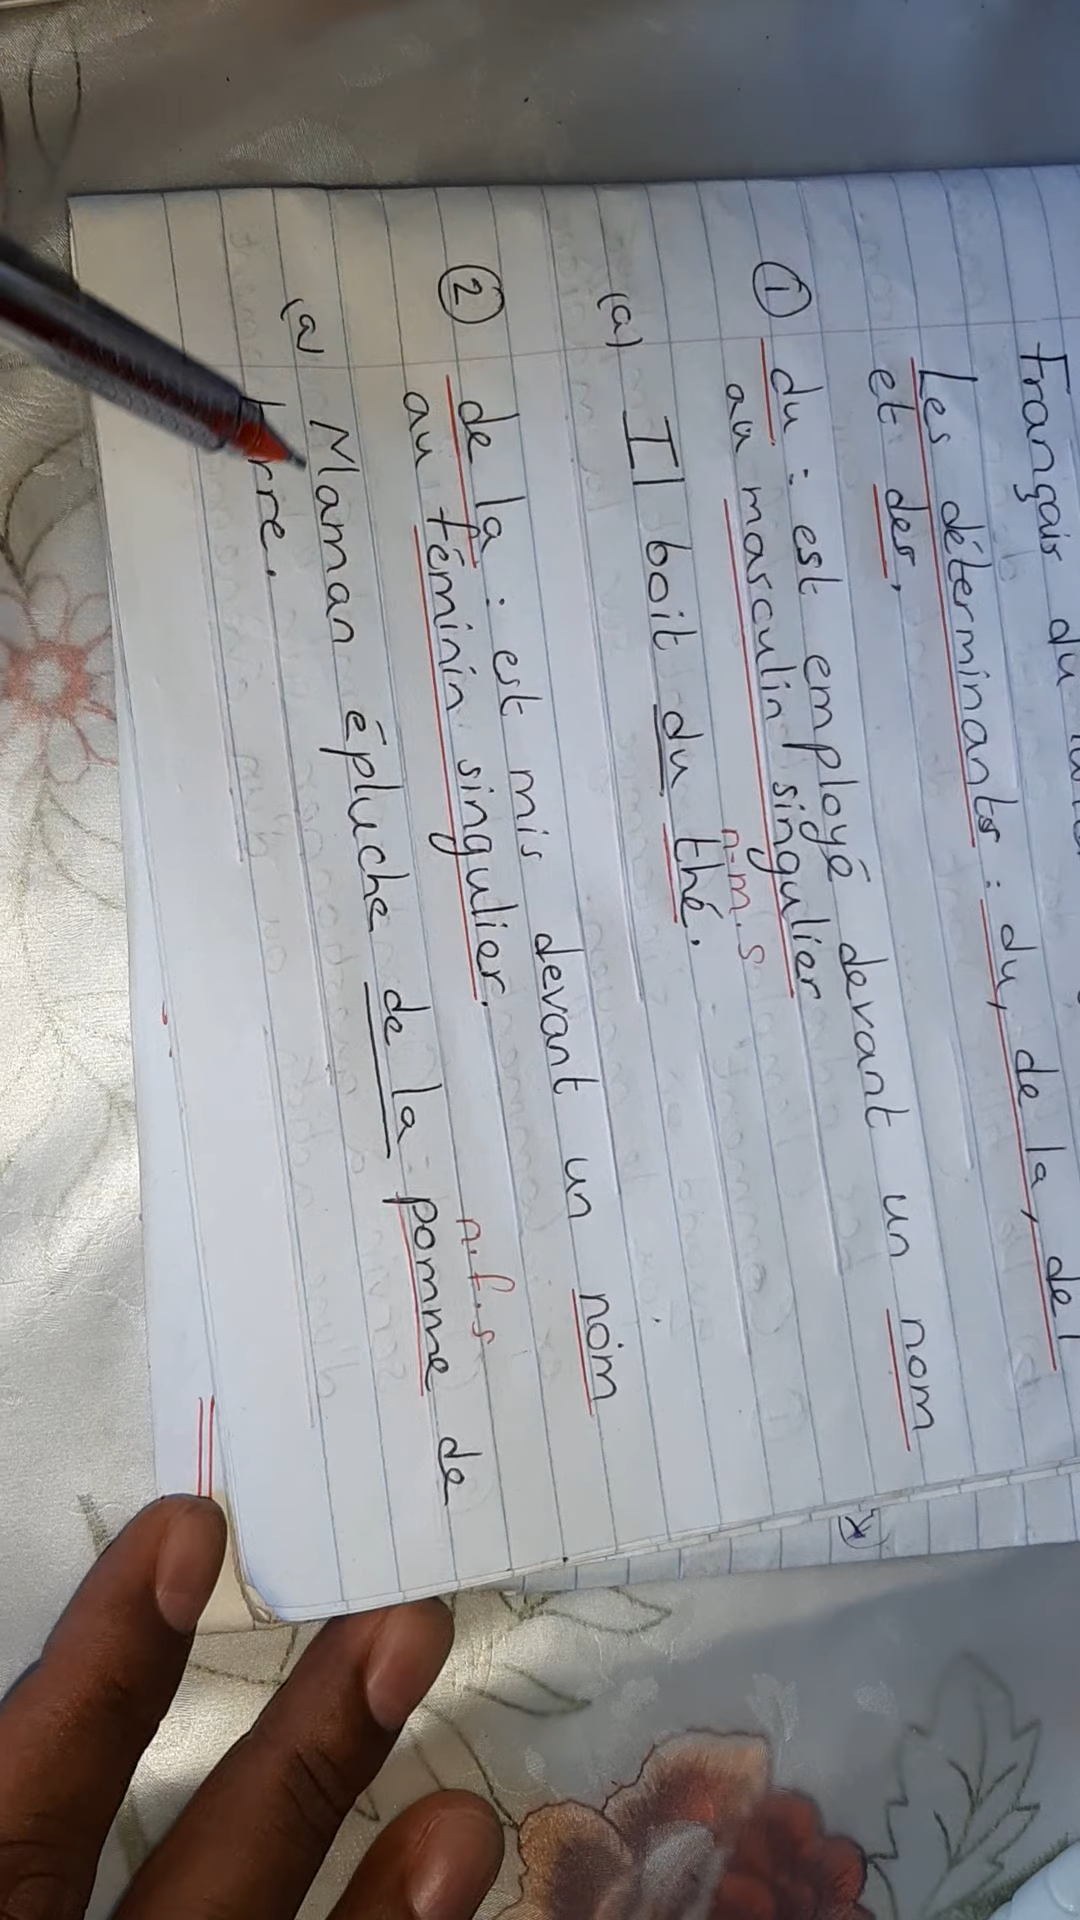 Français du
Les déterminants : du, de la, de l
et des,
① du : est employé devant un nom
au masculin singulier
n.m.s
(a) Il boit du thé.
② de la : est mis devant un nom
au féminin singulier.
n.f.s
(a) Maman épluche de la pomme de
rre.